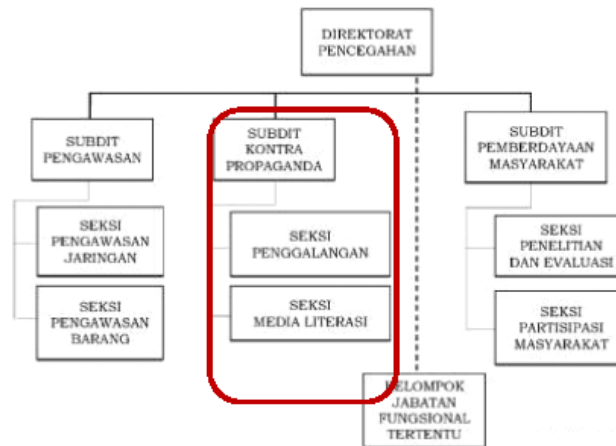 DIREKTORAT
PENCEGAHAN
SUBDIT
PENGAWASAN
SUBDIT
KONTRA
PROPAGANDA
SUBDIT
PEMBERDAYAAN
MASYARAKAT
SEKSI
PENGAWASAN
JARINGAN
SEKSI
PENGGALANGAN
SEKSI
PENELITIAN
DAN EVALUASI
SEKSI
PENGAWASAN
BARANG
SEKSI
MEDIA LITERASI
SEKSI
PARTISIPASI
MASYARAKAT
KELOMPOK
JABATAN
FUNGSIONAL
TERTENTU